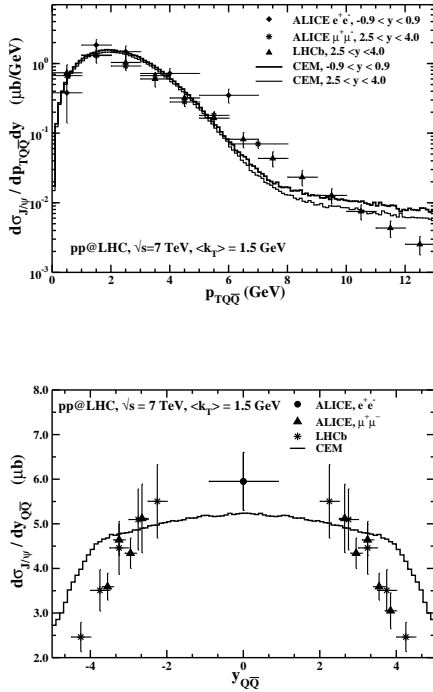 ALICE e⁺e⁻, -0.9 < y < 0.9
ALICE μ⁺μ⁻, 2.5 < y < 4.0
LHCb, 2.5 < y < 4.0
CEM, -0.9 < y < 0.9
CEM, 2.5 < y < 4.0
dσ_J/ψ / dp_TQQ̅ dy (μb/GeV)
10⁰
10⁻¹
10⁻²
10⁻³
pp@LHC, √s=7 TeV, <k_T> = 1.5 GeV
0 2 4 6 8 10 12
p_TQQ̅ (GeV)
pp@LHC, √s = 7 TeV, <k_T> = 1.5 GeV
ALICE, e⁺e⁻
ALICE, μ⁺μ⁻
LHCb
CEM
dσ_J/ψ / dy_QQ̅ (μb)
8.0
7.0
6.0
5.0
4.0
3.0
2.0
-4 -2 0 2 4
y_QQ̅